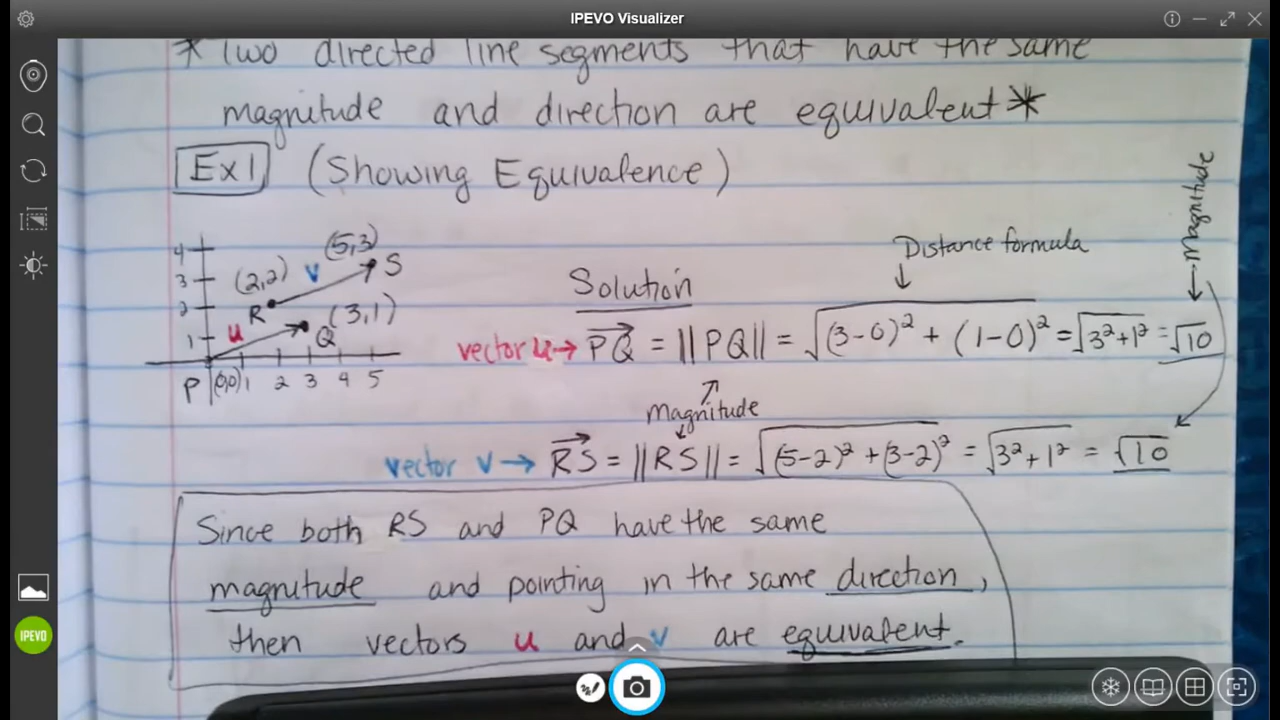 IPEVO Visualizer
* Two directed line segments that have the same
magnitude and direction are equivalent *
Ex 1 (Showing Equivalence)
4
3
2
1
(5,3)
S
(2,2)
v
R
(3,1)
Q
u
P (0,0) 1 2 3 4 5
Solution
Distance formula
↓
magnitude
vector u → \overrightarrow{PQ} = ||PQ|| = √((3-0)² + (1-0)²) = √(3²+1²) = √10
magnitude
vector v → \overrightarrow{RS} = ||RS|| = √((5-2)² + (3-2)²) = √(3²+1²) = √10
Since both RS and PQ have the same
magnitude and pointing in the same direction,
then vectors u and v are equivalent.
IPEVO